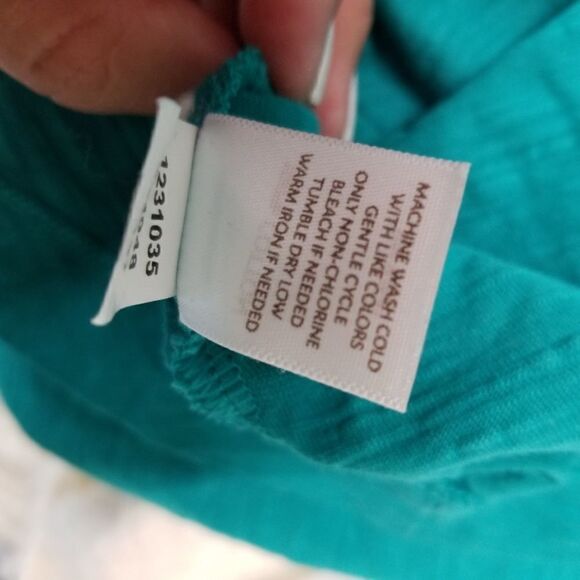 MACHINE WASH COLD
WITH LIKE COLORS
GENTLE CYCLE
ONLY NON-CHLORINE
BLEACH IF NEEDED
TUMBLE DRY LOW
WARM IRON IF NEEDED
1231035